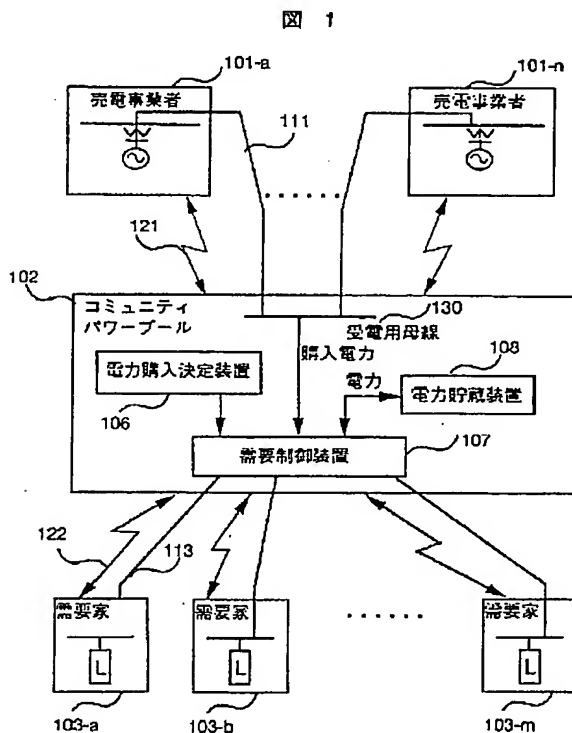 図 1
101-a
101-n
売電事業者
売電事業者
111
121
102
コミュニティ
パワープール
130
受電用母線
購入電力
108
電力購入決定装置
電力
電力貯蔵装置
106
107
需要制御装置
122
113
需要家
需要家
需要家
L
L
L
103-a
103-b
103-m